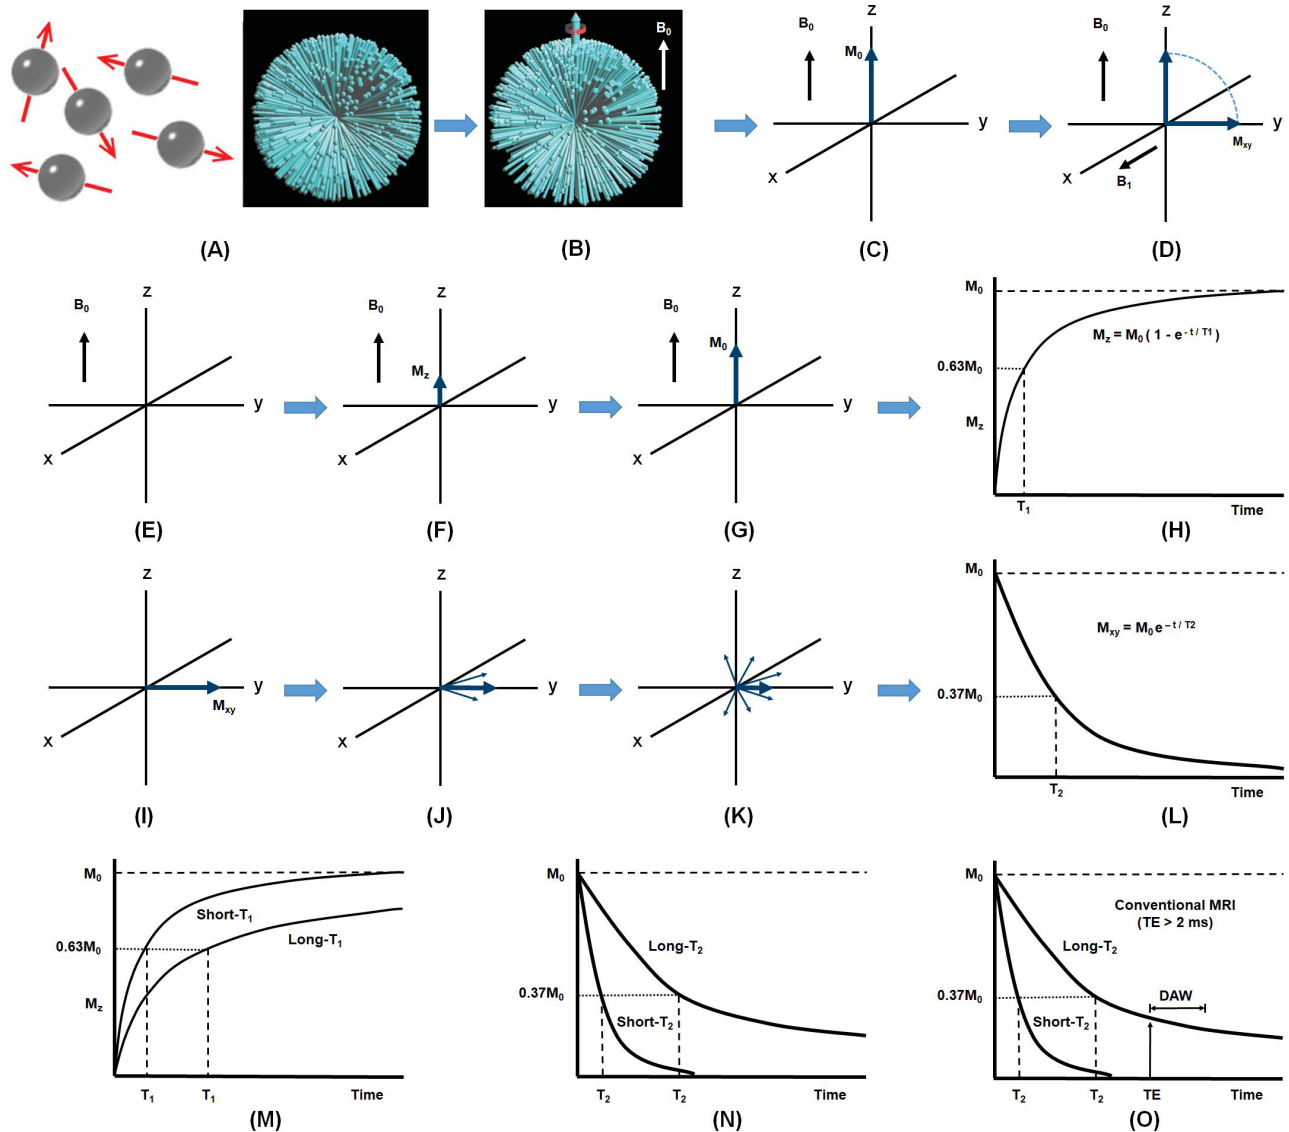 B₀
(A)
(B)
Z
B₀
M₀
y
x
(C)
Z
B₀
y
Mxy
B₁
x
(D)
Z
B₀
y
x
(E)
Z
B₀
Mz
y
x
(F)
Z
B₀
M₀
y
x
(G)
M₀
Mz = M₀ ( 1 - e - t / T1 )
0.63M₀
Mz
T₁
Time
(H)
Z
y
Mxy
x
(I)
Z
y
x
(J)
Z
y
x
(K)
M₀
Mxy = M₀ e – t / T2
0.37M₀
T₂
Time
(L)
M₀
Short-T₁
Long-T₁
0.63M₀
Mz
T₁
T₁
Time
(M)
M₀
Long-T₂
0.37M₀
Short-T₂
T₂
T₂
Time
(N)
M₀
Conventional MRI
(TE > 2 ms)
Long-T₂
0.37M₀
DAW
Short-T₂
T₂
T₂
TE
Time
(O)